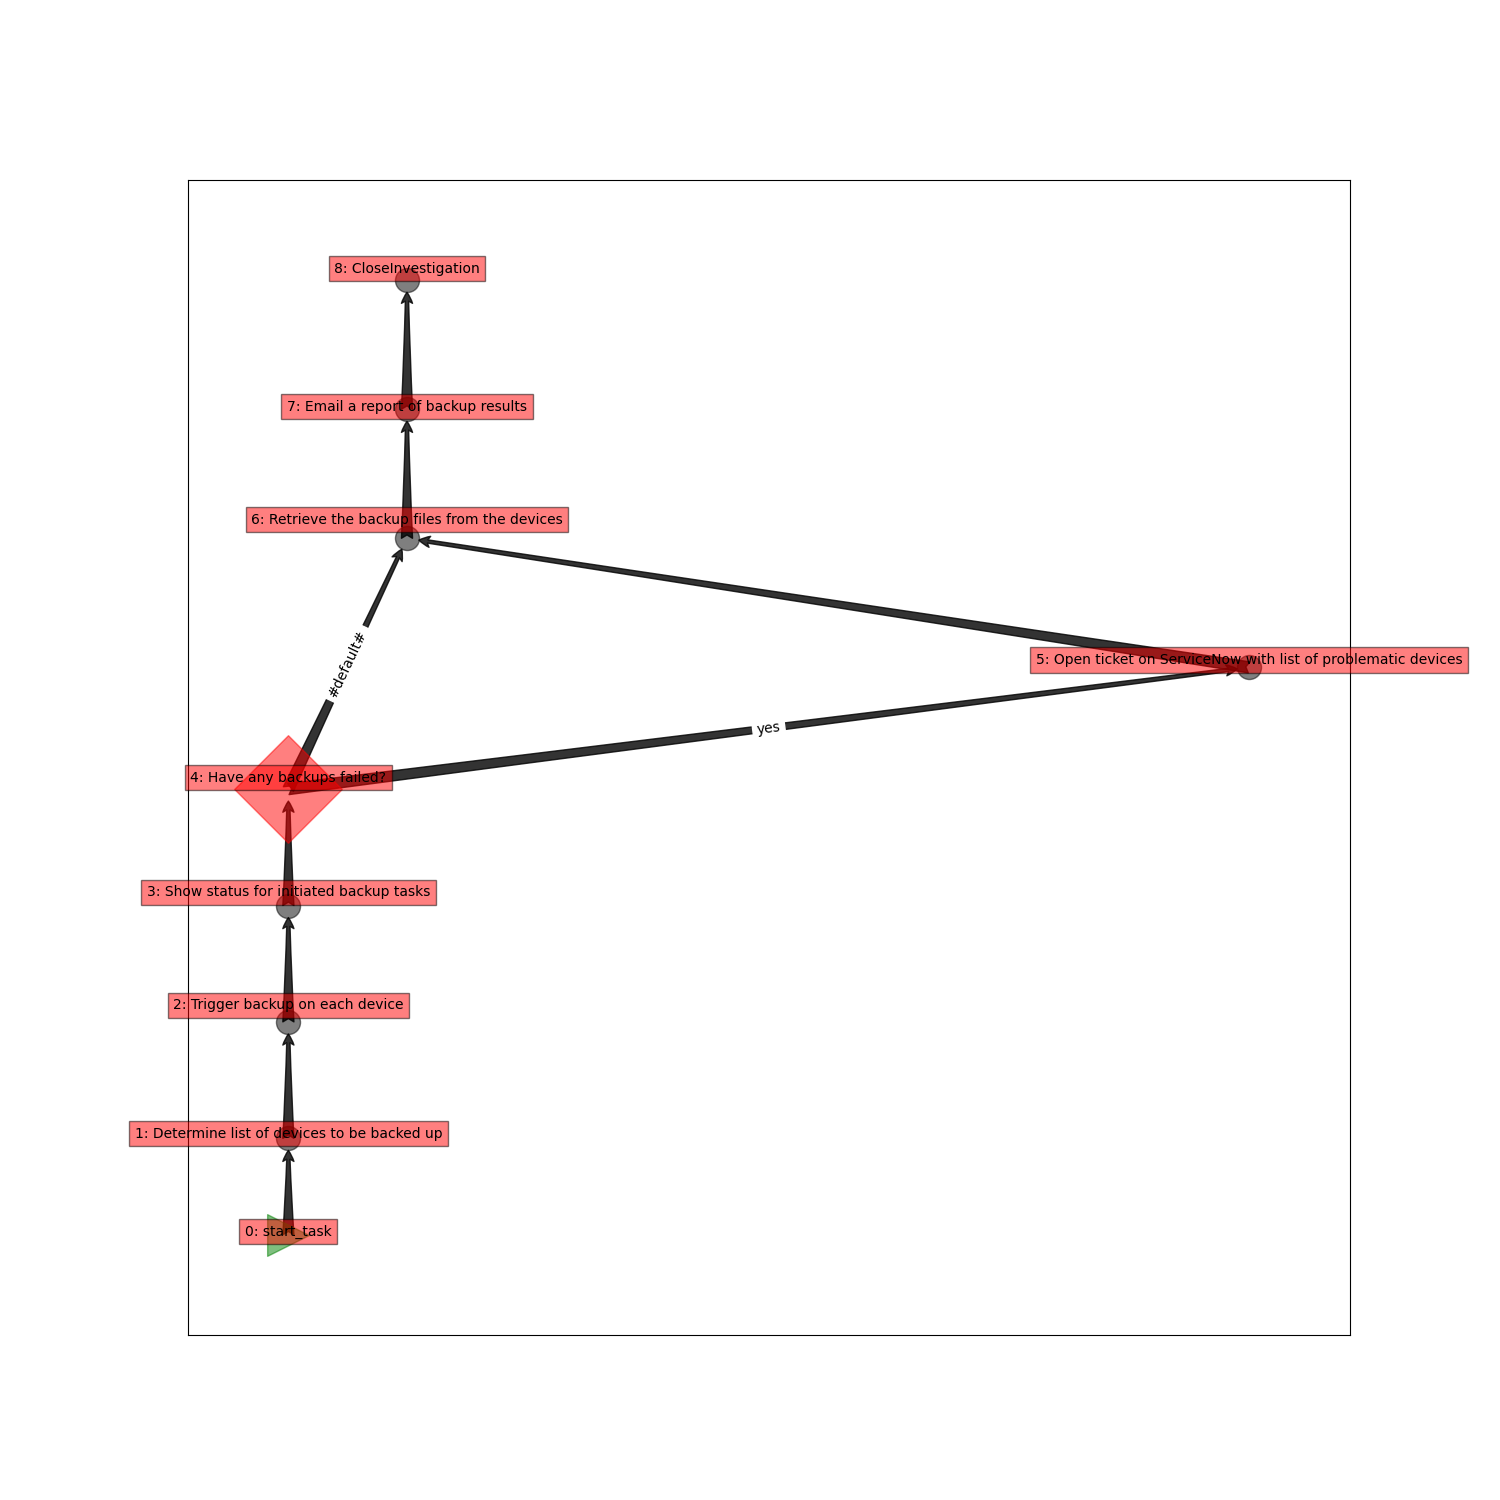 8: CloseInvestigation
7: Email a report of backup results
6: Retrieve the backup files from the devices
#default#
5: Open ticket on ServiceNow with list of problematic devices
yes
4: Have any backups failed?
3: Show status for initiated backup tasks
2: Trigger backup on each device
1: Determine list of devices to be backed up
0: start_task